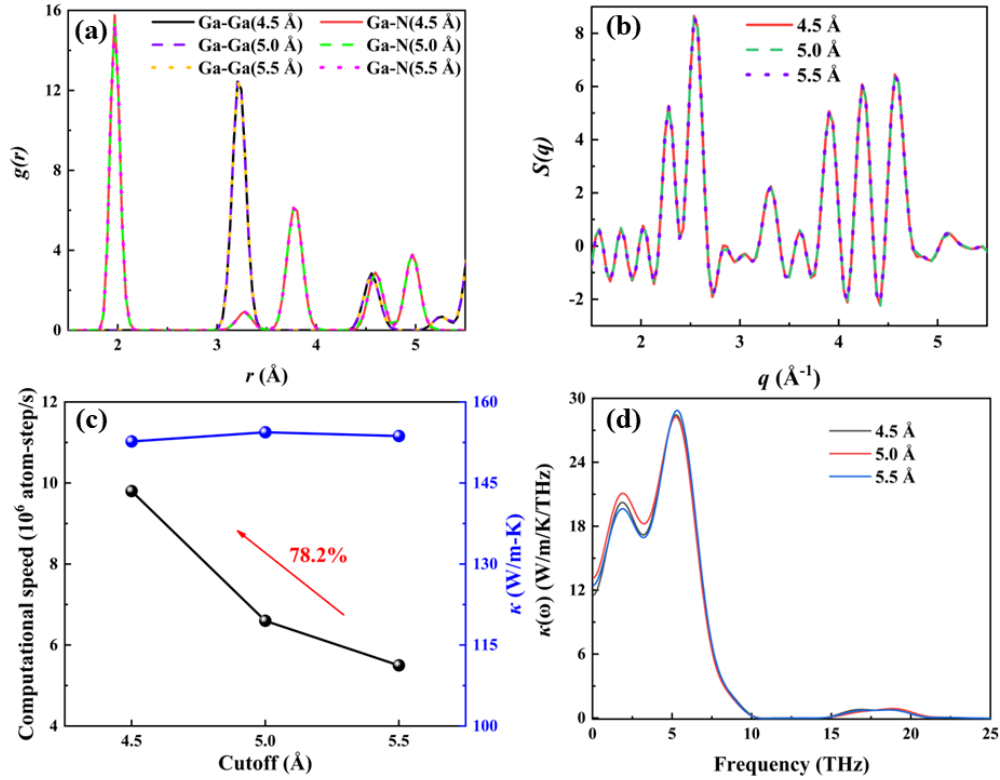 (a)
Ga-Ga(4.5 Å) Ga-N(4.5 Å)
Ga-Ga(5.0 Å) Ga-N(5.0 Å)
Ga-Ga(5.5 Å) Ga-N(5.5 Å)
16
12
8
4
0
g(r)
2 3 4 5
r (Å)
(b)
4.5 Å
5.0 Å
5.5 Å
8
6
4
2
0
-2
S(q)
2 3 4 5
q (Å-1)
(c)
12
11
10
9
8
7
6
5
4
Computational speed (10⁶ atom-step/s)
78.2%
160
145
130
115
100
κ (W/m-K)
4.5 5.0 5.5
Cutoff (Å)
(d)
4.5 Å
5.0 Å
5.5 Å
30
24
18
12
6
0
κ(ω) (W/m/K/THz)
0 5 10 15 20 25
Frequency (THz)